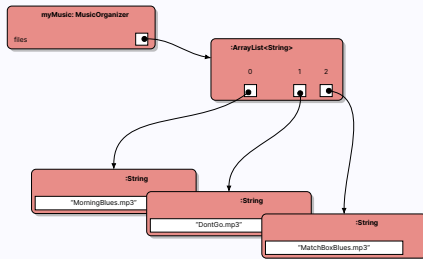 myMusic: MusicOrganizer
files
:ArrayList<String>
0 1 2
:String
"MorningBlues.mp3"
:String
"DontGo.mp3"
:String
"MatchBoxBlues.mp3"